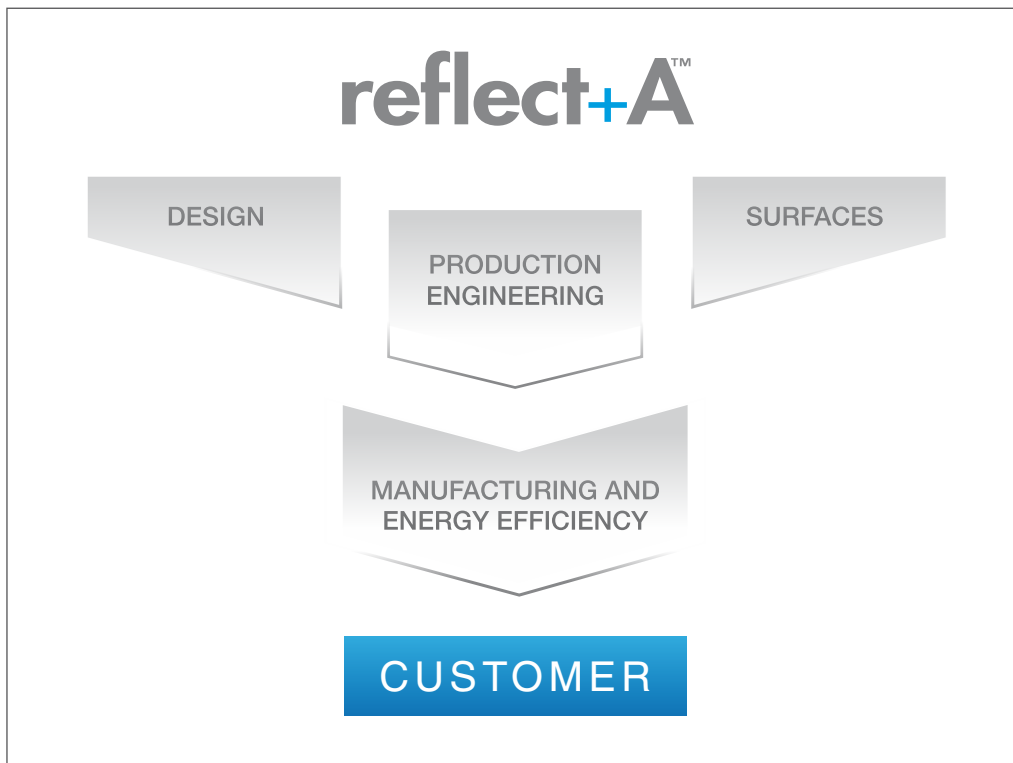 reflect+A™
DESIGN
PRODUCTION
ENGINEERING
SURFACES
MANUFACTURING AND
ENERGY EFFICIENCY
CUSTOMER